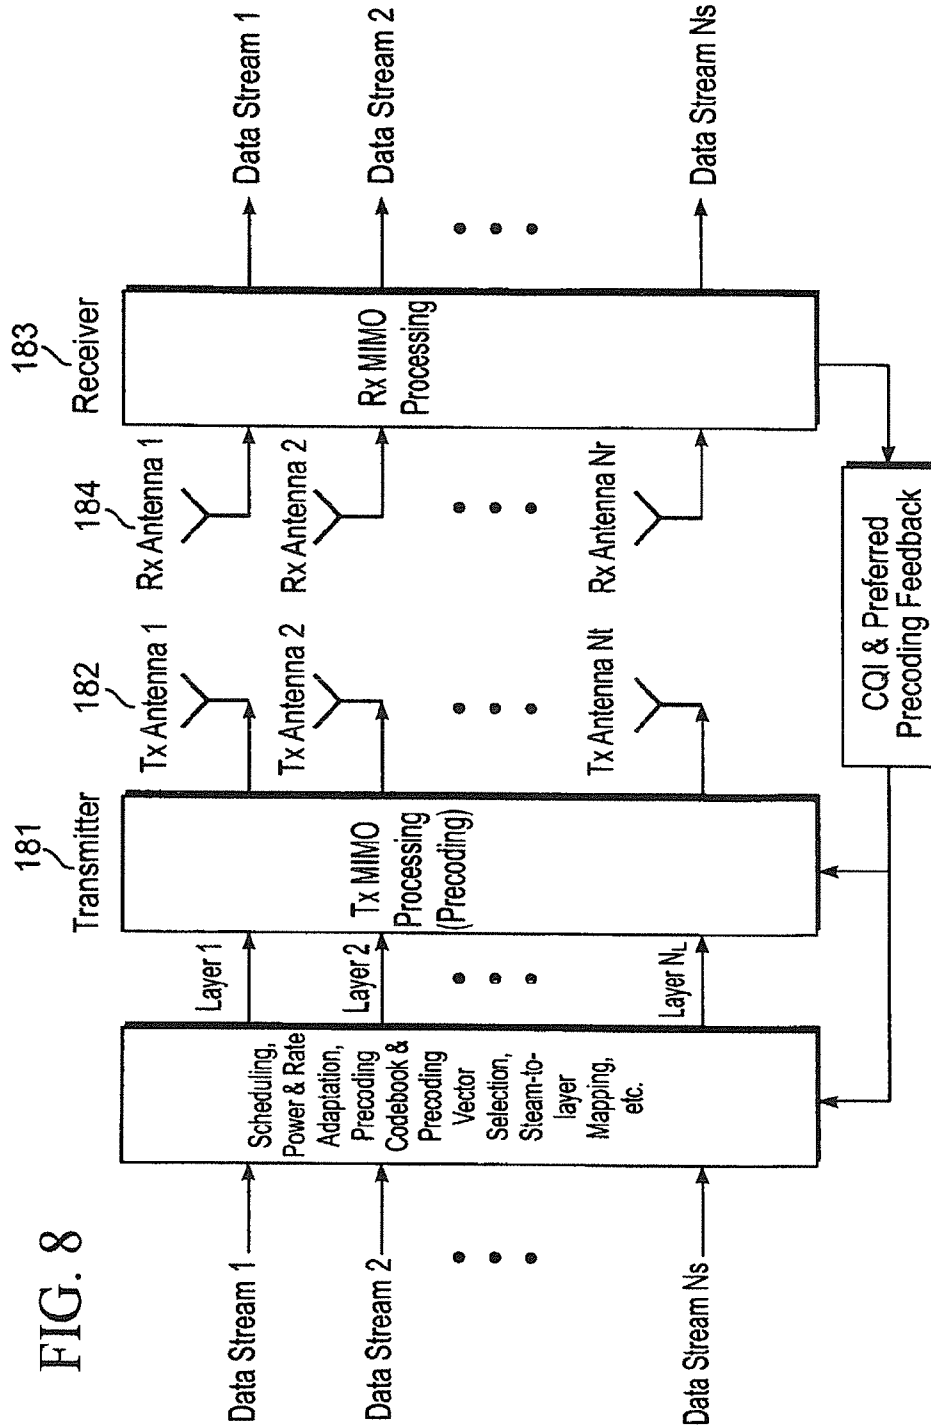 FIG. 8
Data Stream 1
Data Stream 2
Data Stream Ns
Scheduling,
Power & Rate
Adaptation,
Precoding
Codebook &
Precoding
Vector
Selection,
Steam-to-
layer
Mapping,
etc.
Layer 1
Layer 2
Layer NL
181
Transmitter
Tx MIMO
Processing
(Precoding)
182
Tx Antenna 1
Tx Antenna 2
Tx Antenna Nt
184
Rx Antenna 1
Rx Antenna 2
Rx Antenna Nr
183
Receiver
Rx MIMO
Processing
Data Stream 1
Data Stream 2
Data Stream Ns
CQI & Preferred
Precoding Feedback